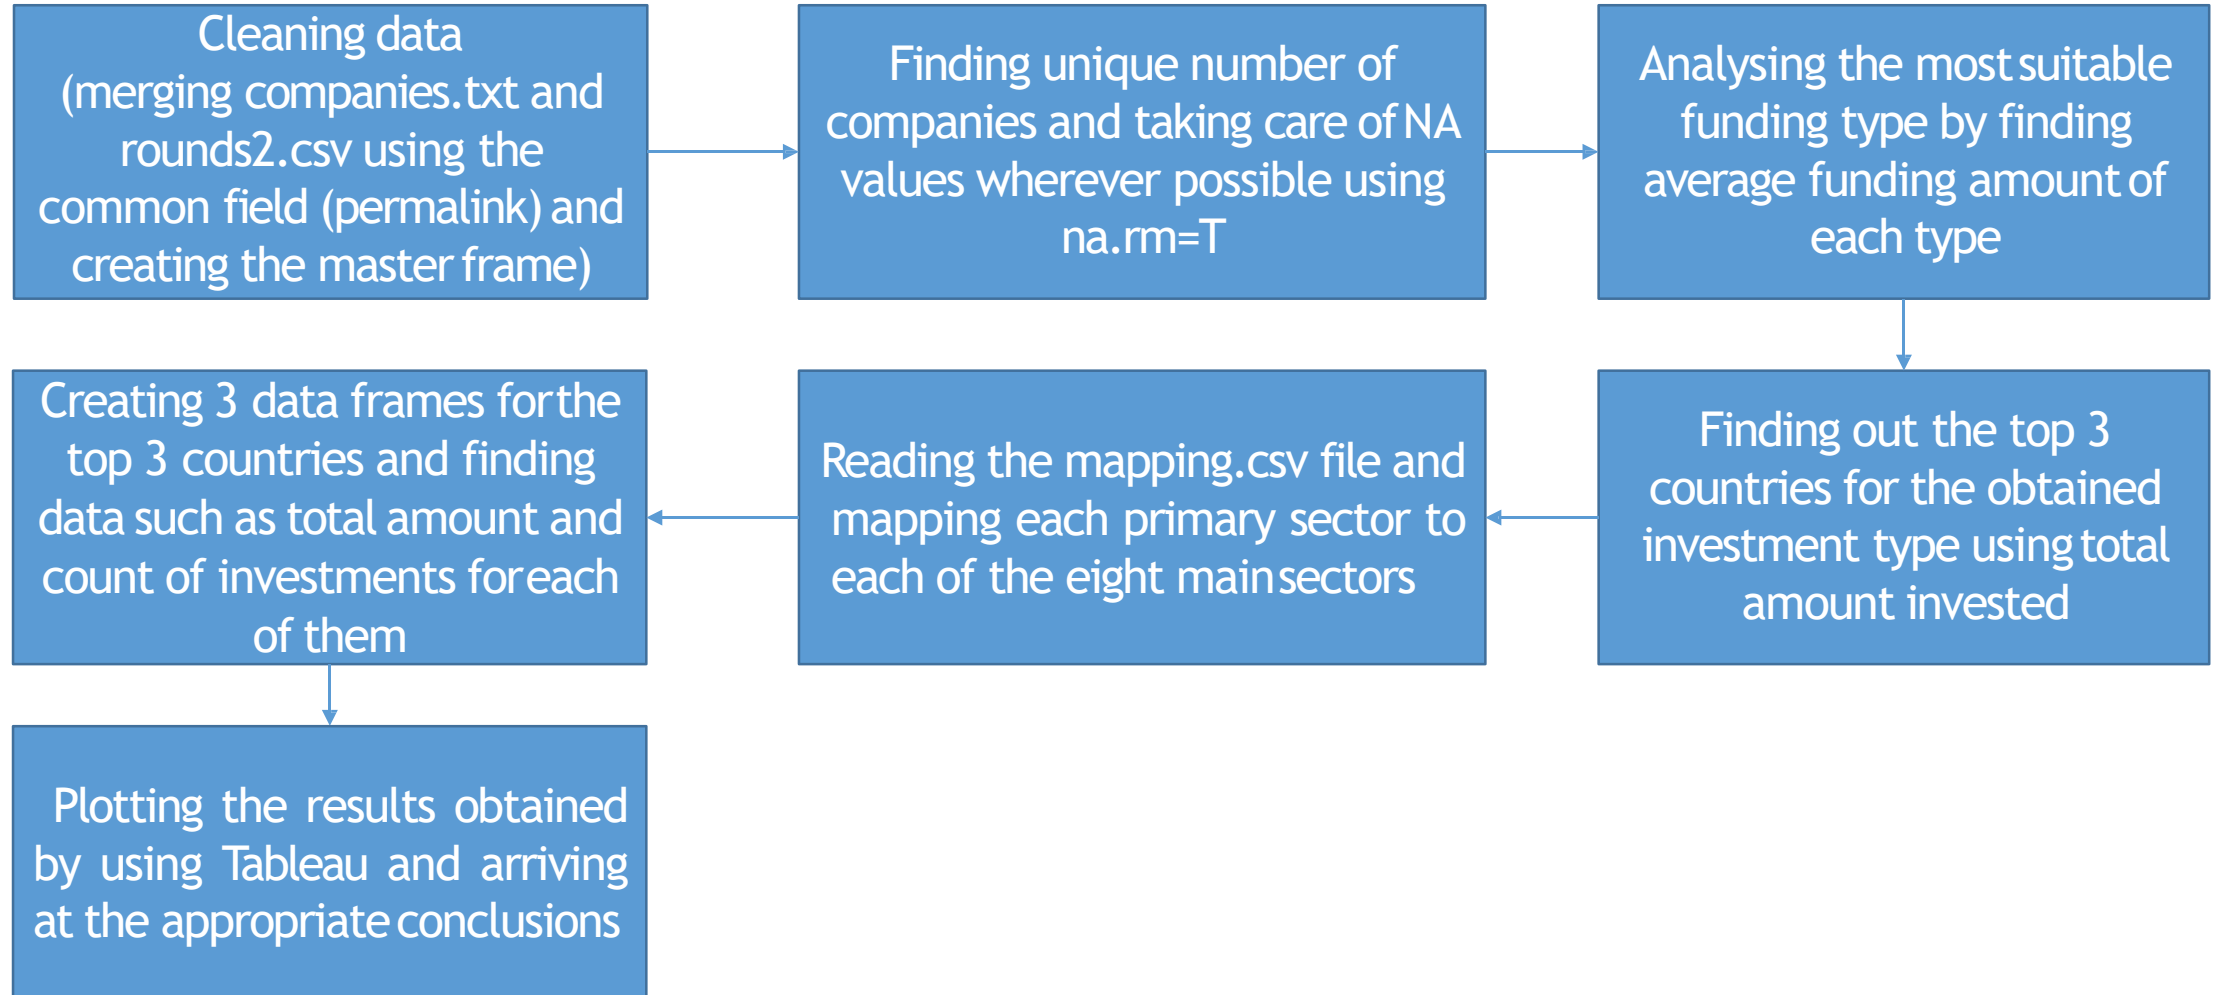 Cleaning data
(merging companies.txt and
rounds2.csv using the
common field (permalink) and
creating the master frame)
Finding unique number of
companies and taking care of NA
values wherever possible using
na.rm=T
Analysing the most suitable
funding type by finding
average funding amount of
each type
Finding out the top 3
countries for the obtained
investment type using total
amount invested
Reading the mapping.csv file and
mapping each primary sector to
each of the eight main sectors
Creating 3 data frames forthe
top 3 countries and finding
data such as total amount and
count of investments foreach
of them
Plotting the results obtained
by using Tableau and arriving
at the appropriate conclusions